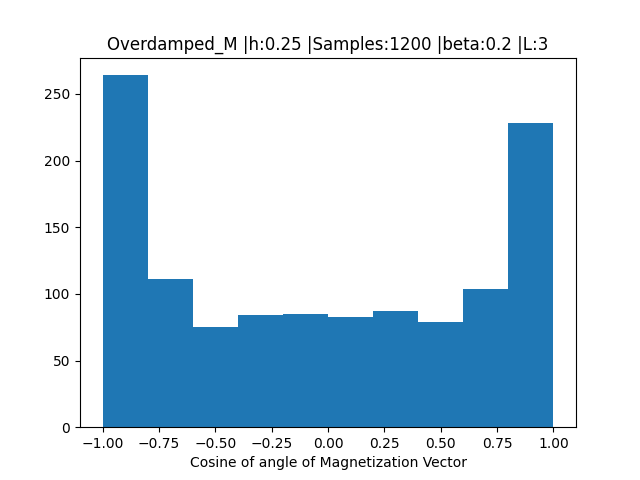 Overdamped_M |h:0.25 |Samples:1200 |beta:0.2 |L:3
250
200
150
100
50
0
−1.00 −0.75 −0.50 −0.25 0.00 0.25 0.50 0.75 1.00
Cosine of angle of Magnetization Vector